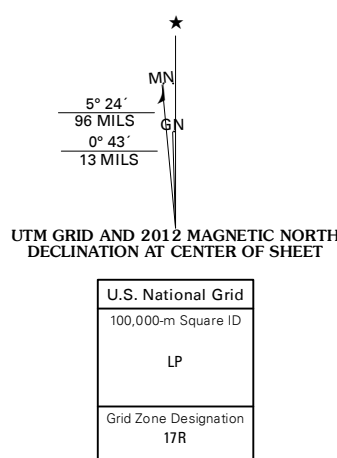 MN
5° 24´
96 MILS
GN
0° 43´
13 MILS
UTM GRID AND 2012 MAGNETIC NORTH
DECLINATION AT CENTER OF SHEET
U.S. National Grid
100,000-m Square ID
LP
Grid Zone Designation
17R